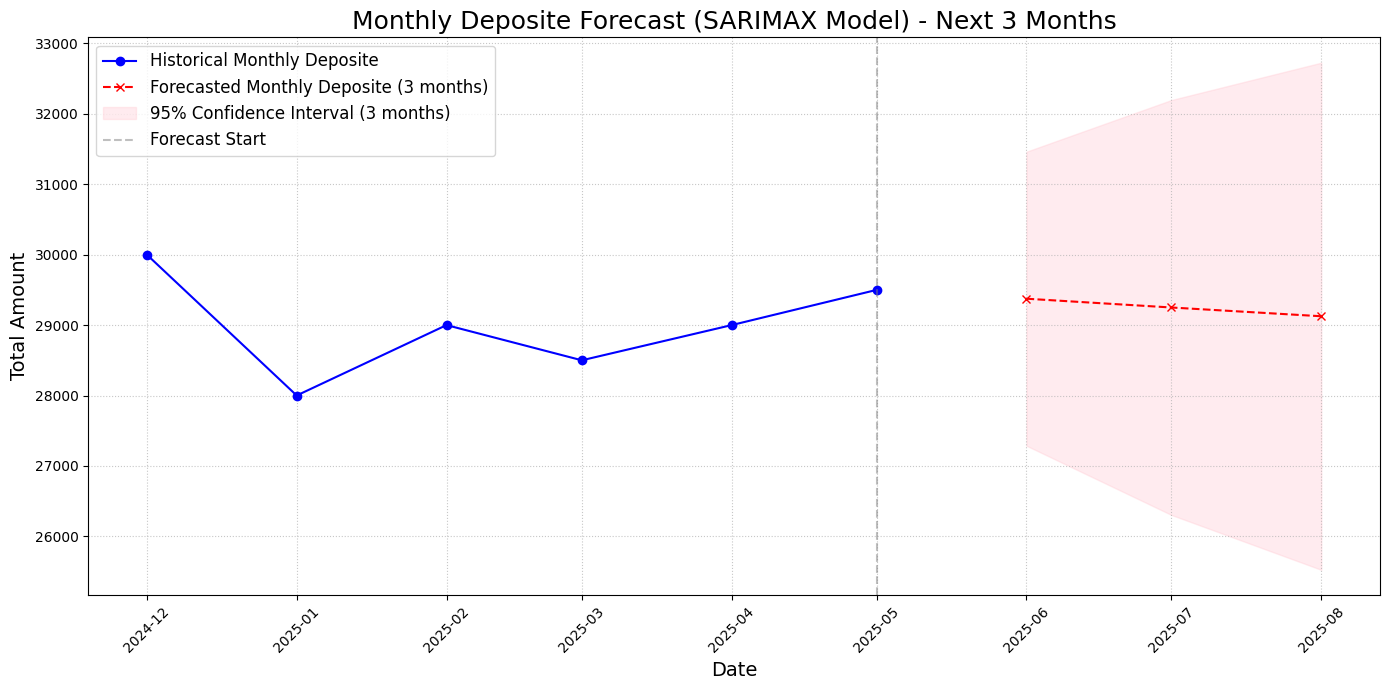 Monthly Deposite Forecast (SARIMAX Model) - Next 3 Months
Historical Monthly Deposite
Forecasted Monthly Deposite (3 months)
95% Confidence Interval (3 months)
Forecast Start
Total Amount
33000
32000
31000
30000
29000
28000
27000
26000
2024-12
2025-01
2025-02
2025-03
2025-04
2025-05
2025-06
2025-07
2025-08
Date